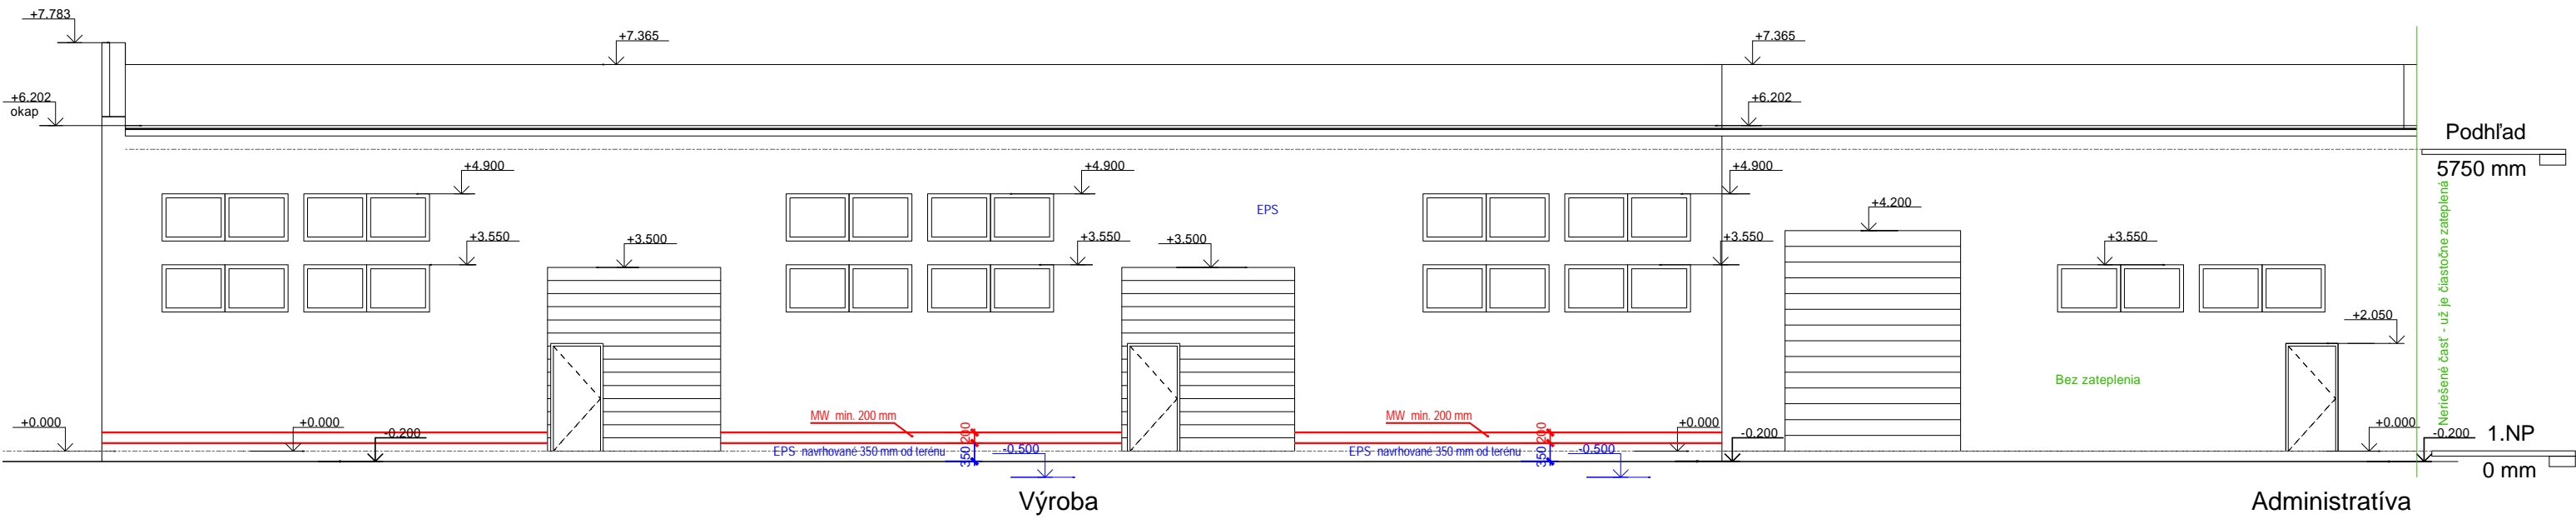 +7.783
+7.365
+7.365
+6.202
okap
+6.202
Podhľad
5750 mm
+4.900
+4.900
+4.900
EPS
+4.200
+3.550
+3.500
+3.550
+3.500
+3.550
+3.550
Neriešené časť - už je čiastočne zateplená
+2.050
Bez zateplenia
MW min. 200 mm
MW min. 200 mm
+0.000
+0.000
-0.200
200
350
EPS navrhované 350 mm od terénu
-0.500
200
350
EPS navrhované 350 mm od terénu
-0.500
+0.000
-0.200
+0.000
-0.200
1.NP
0 mm
Výroba
Administratíva